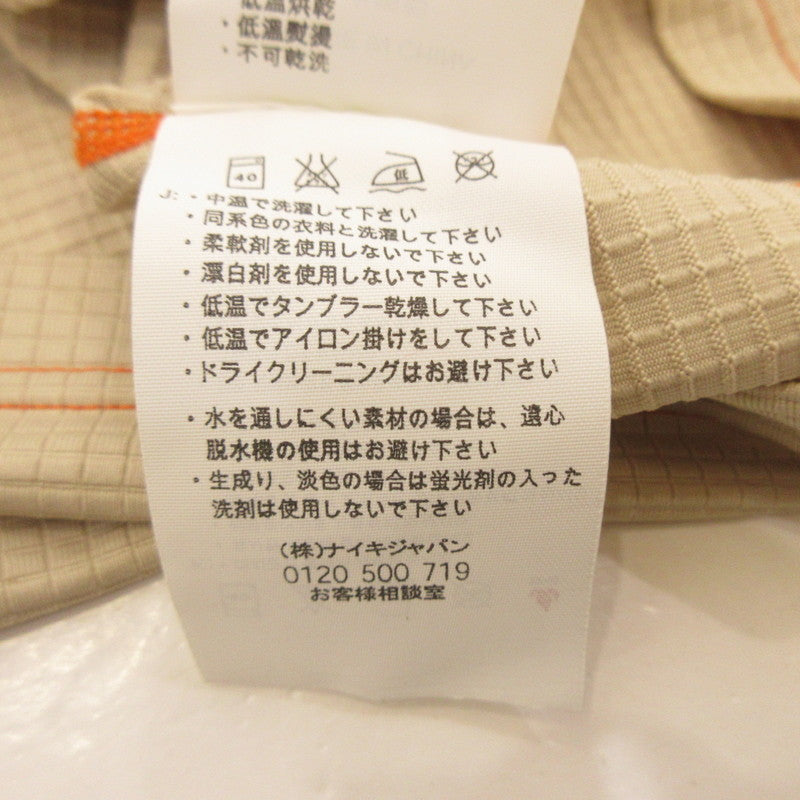 低温烘乾
・低温熨燙
・不可乾洗
40
低
J:・中温で洗濯して下さい
・同系色の衣料と洗濯して下さい
・柔軟剤を使用しないで下さい
・漂白剤を使用しないで下さい
・低温でタンブラー乾燥して下さい
・低温でアイロン掛けをして下さい
・ドライクリーニングはお避け下さい
・水を通しにくい素材の場合は、遠心
脱水機の使用はお避け下さい
・生成り、淡色の場合は蛍光剤の入った
洗剤は使用しないで下さい
(株)ナイキジャパン
0120 500 719
お客様相談室